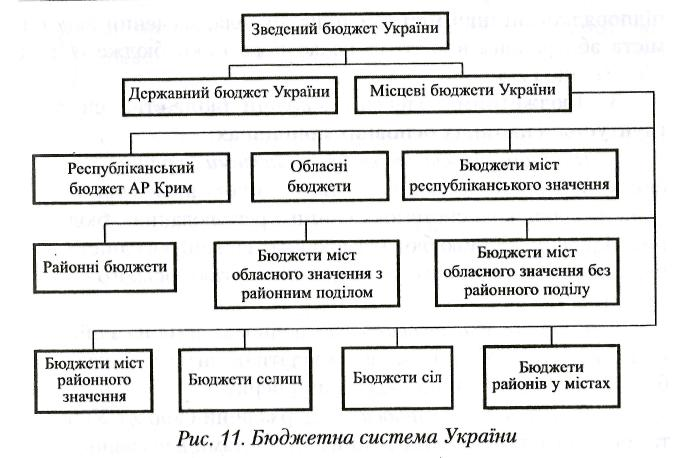 Зведений бюджет України
Державний бюджет України
Місцеві бюджети України
Республіканський
бюджет АР Крим
Обласні
бюджети
Бюджети міст
республіканського значення
Районні бюджети
Бюджети міст
обласного значення з
районним поділом
Бюджети міст
обласного значення без
районного поділу
Бюджети міст
районного
значення
Бюджети селищ
Бюджети сіл
Бюджети
районів у містах
Рис. 11. Бюджетна система України